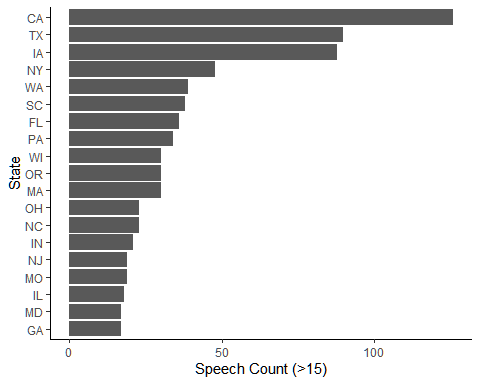 CA
TX
IA
NY
WA
SC
FL
PA
WI
OR
MA
OH
NC
IN
NJ
MO
IL
MD
GA
State
0 50 100
Speech Count (>15)